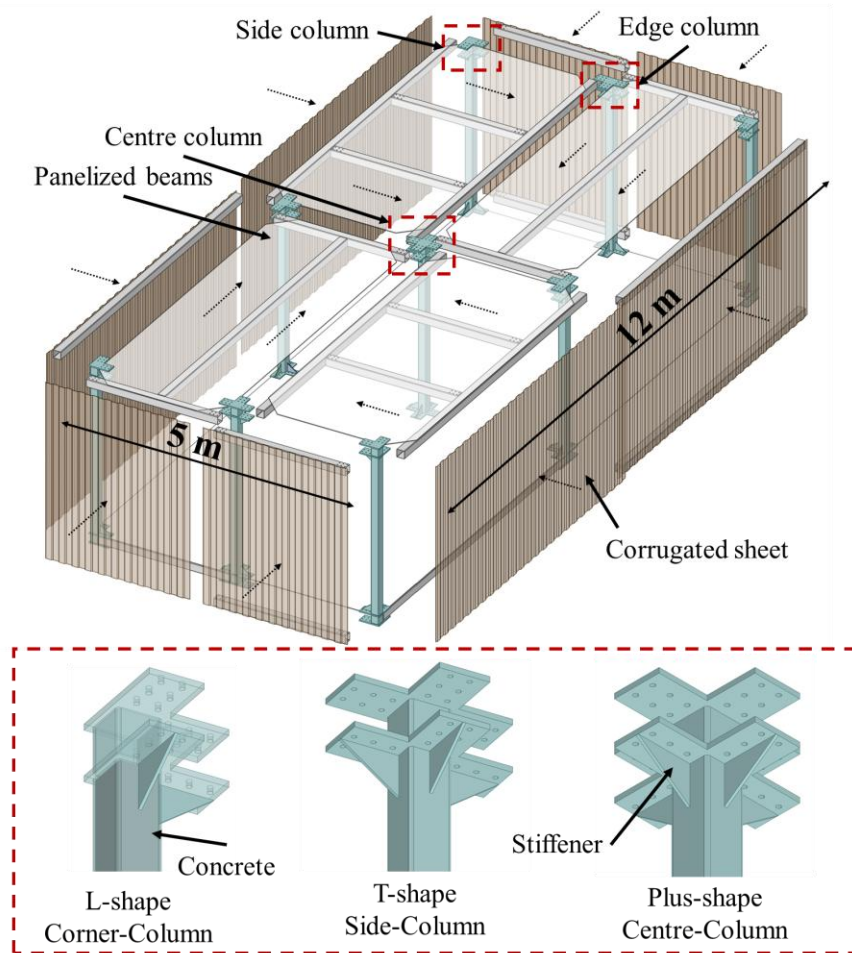 Side column
Edge column
Centre column
Panelized beams
12 m
5 m
Corrugated sheet
Concrete
Stiffener
L-shape
Corner-Column
T-shape
Side-Column
Plus-shape
Centre-Column